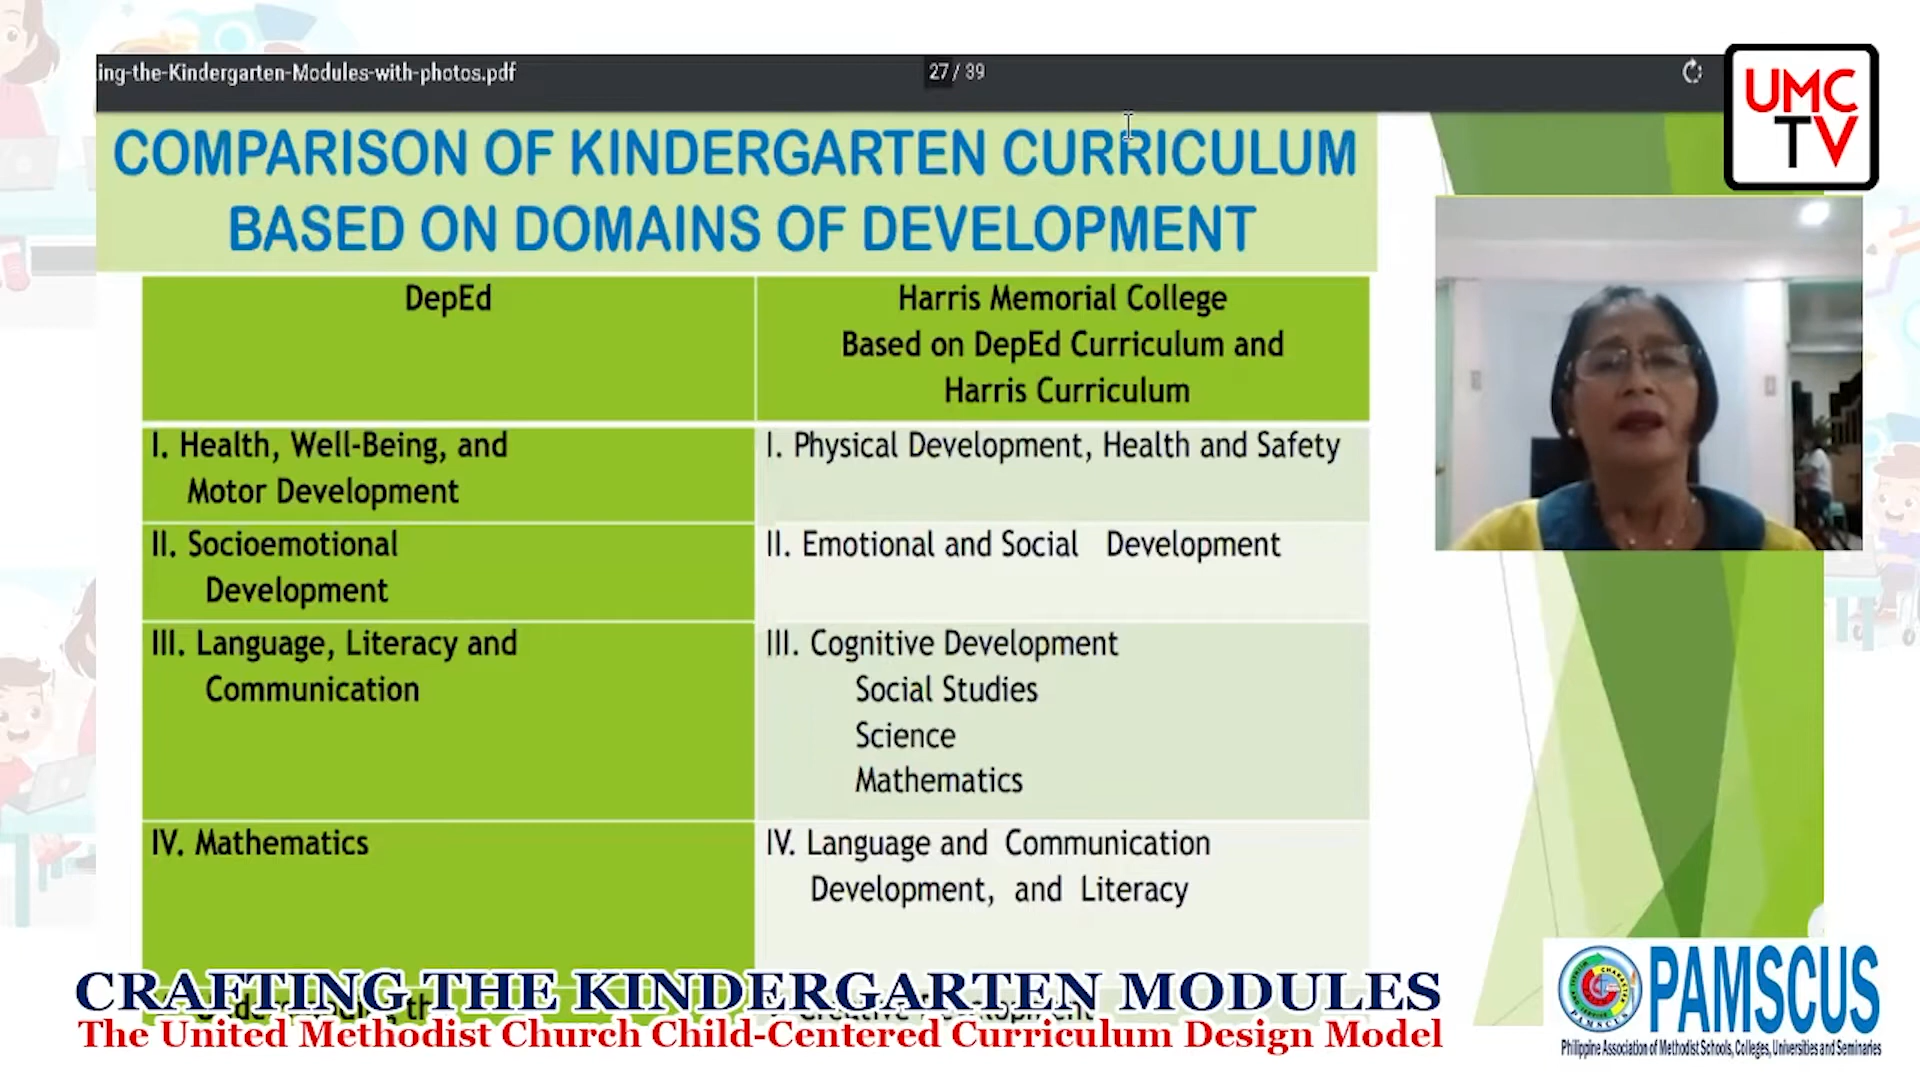 ing-the-Kindergarten-Modules-with-photos.pdf
27 / 39
UMC
TV
COMPARISON OF KINDERGARTEN CURRICULUM
BASED ON DOMAINS OF DEVELOPMENT
DepEd
Harris Memorial College
Based on DepEd Curriculum and
Harris Curriculum
I. Health, Well-Being, and
Motor Development
I. Physical Development, Health and Safety
II. Socioemotional
Development
II. Emotional and Social Development
III. Language, Literacy and
Communication
III. Cognitive Development
Social Studies
Science
Mathematics
IV. Mathematics
IV. Language and Communication
Development, and Literacy
CRAFTING THE KINDERGARTEN MODULES
The United Methodist Church Child-Centered Curriculum Design Model
PAMSCUS
Philippine Association of Methodist Schools, Colleges, Universities and Seminaries